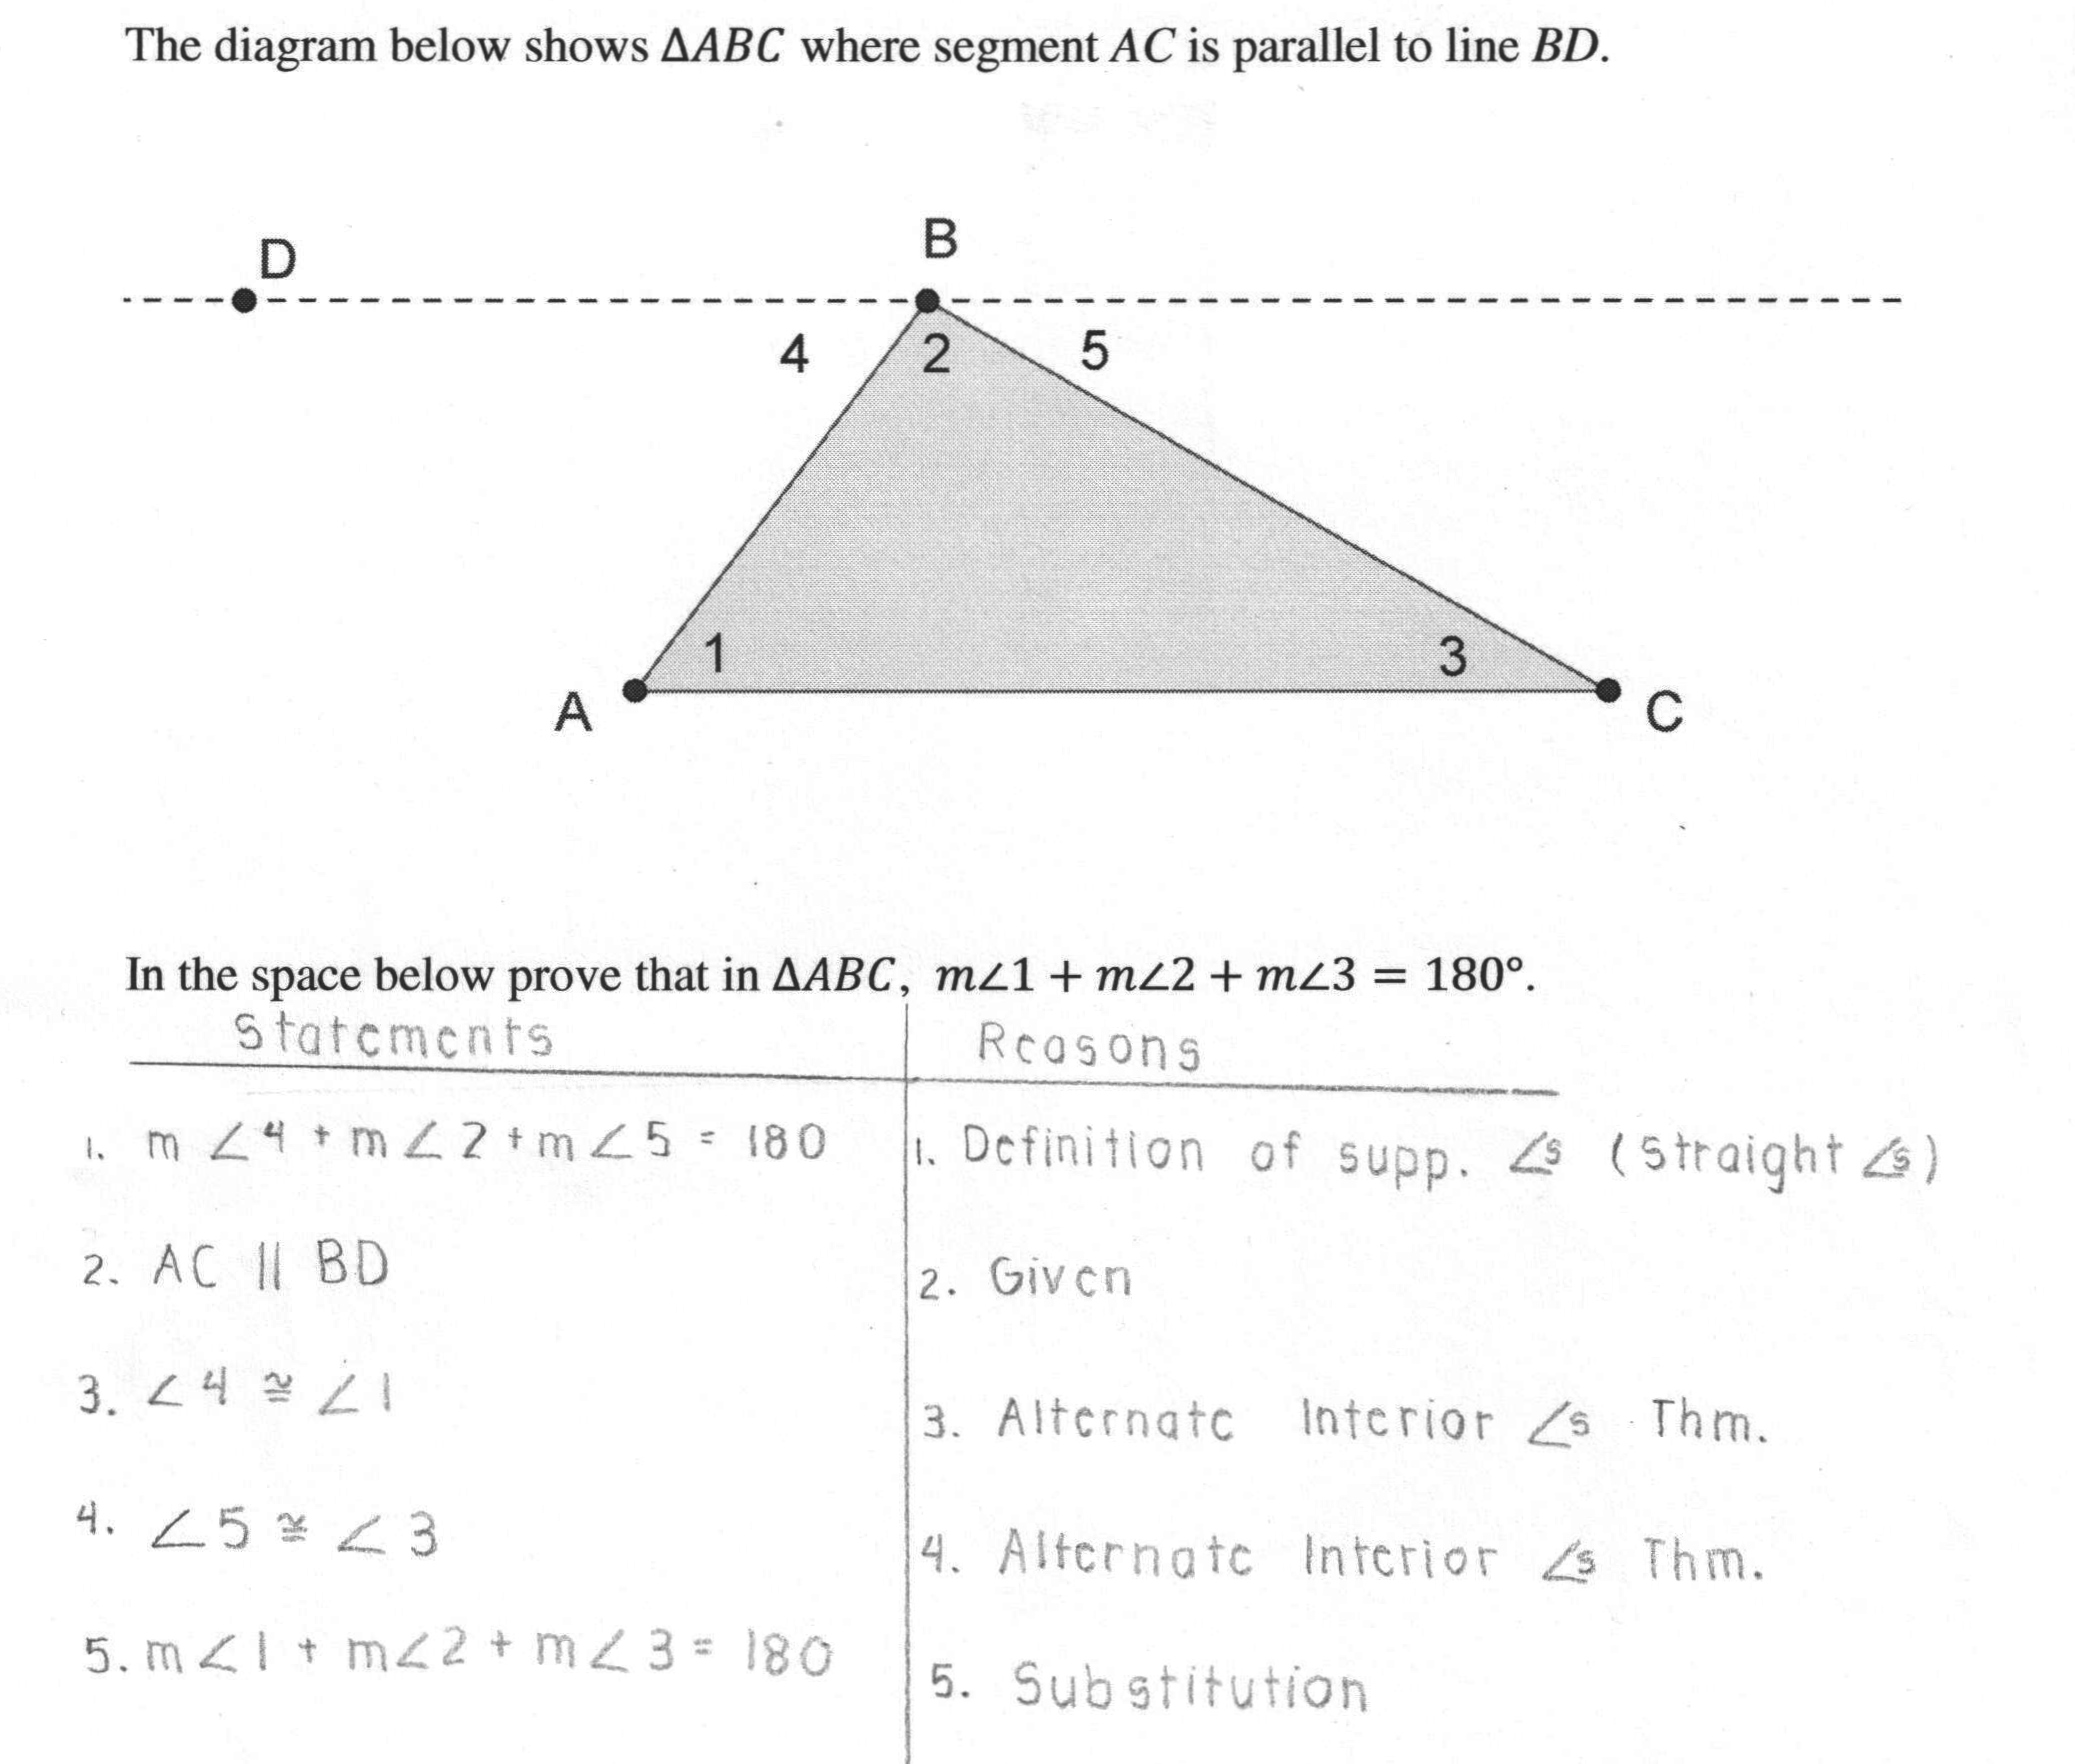 The diagram below shows ΔABC where segment AC is parallel to line BD.
D
B
4
2
5
1
3
A
C
In the space below prove that in ΔABC, m∠1 + m∠2 + m∠3 = 180°.
Statements
Reasons
1. m∠4 + m∠2 + m∠5 = 180
1. Definition of supp. ∠s (straight ∠s)
2. AC || BD
2. Given
3. ∠4 ≅ ∠1
3. Alternate Interior ∠s Thm.
4. ∠5 ≅ ∠3
4. Alternate Interior ∠s Thm.
5. m∠1 + m∠2 + m∠3 = 180
5. Substitution